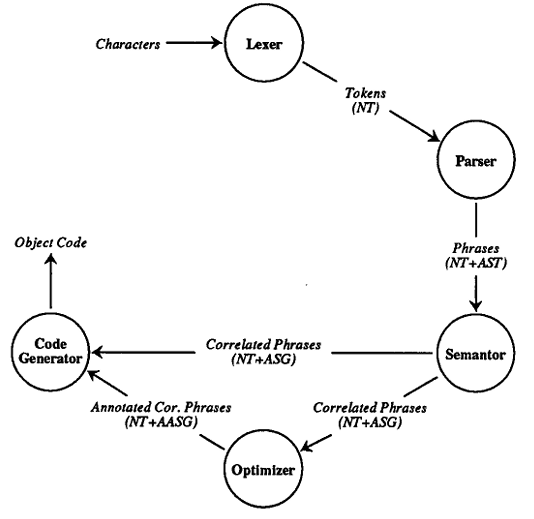 Characters
Lexer
Tokens
(NT)
Parser
Phrases
(NT+AST)
Semantor
Correlated Phrases
(NT+ASG)
Correlated Phrases
(NT+ASG)
Optimizer
Annotated Cor. Phrases
(NT+AASG)
Code
Generator
Object Code